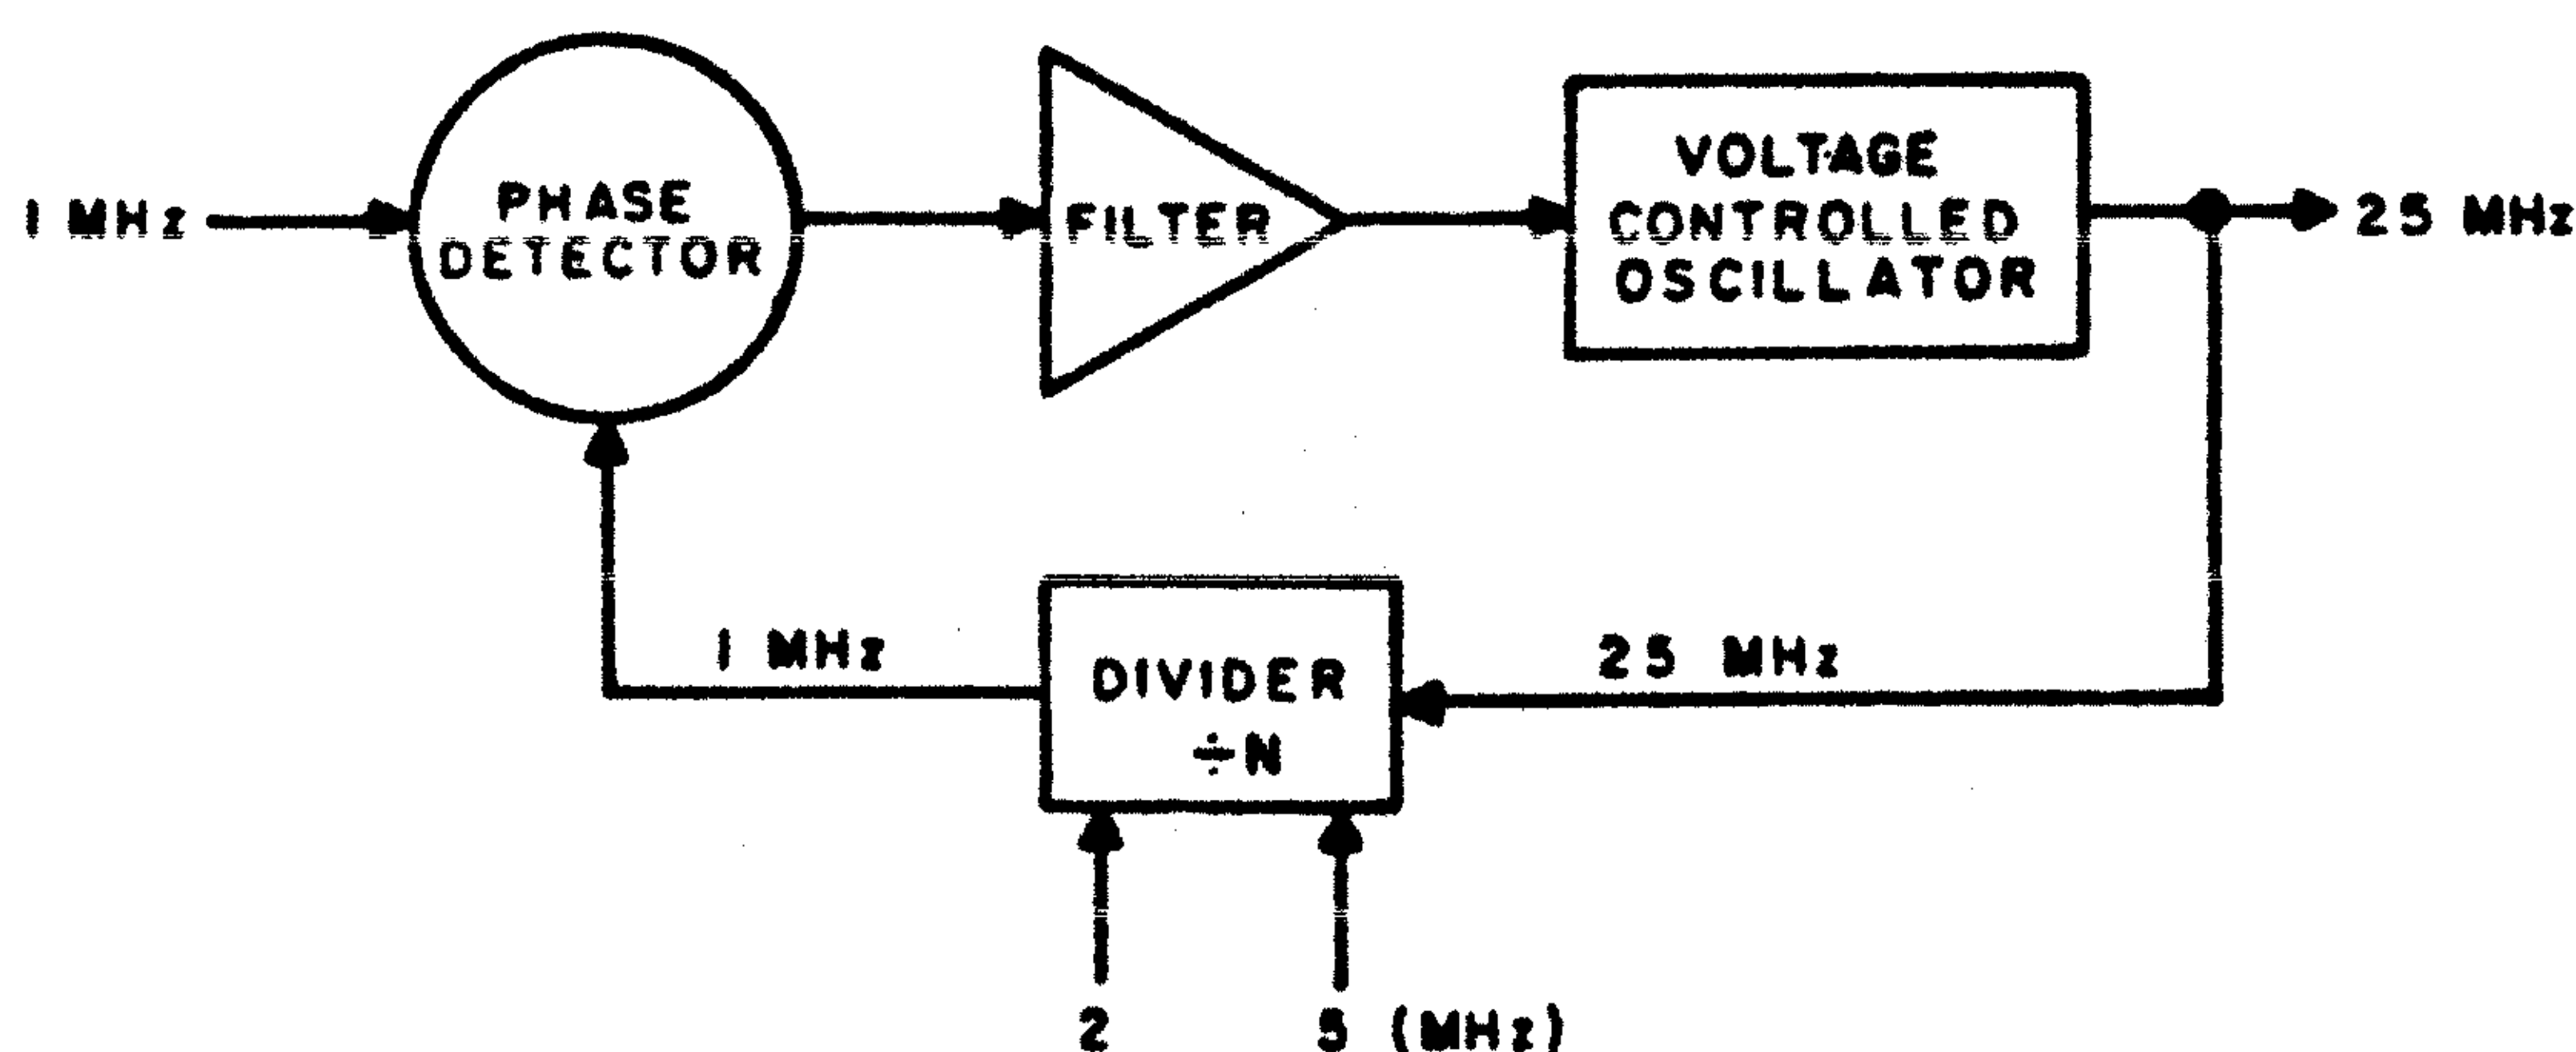 1 MHz
PHASE
DETECTOR
FILTER
VOLTAGE
CONTROLLED
OSCILLATOR
25 MHz
1 MHz
DIVIDER
÷N
25 MHz
2
5 (MHz)